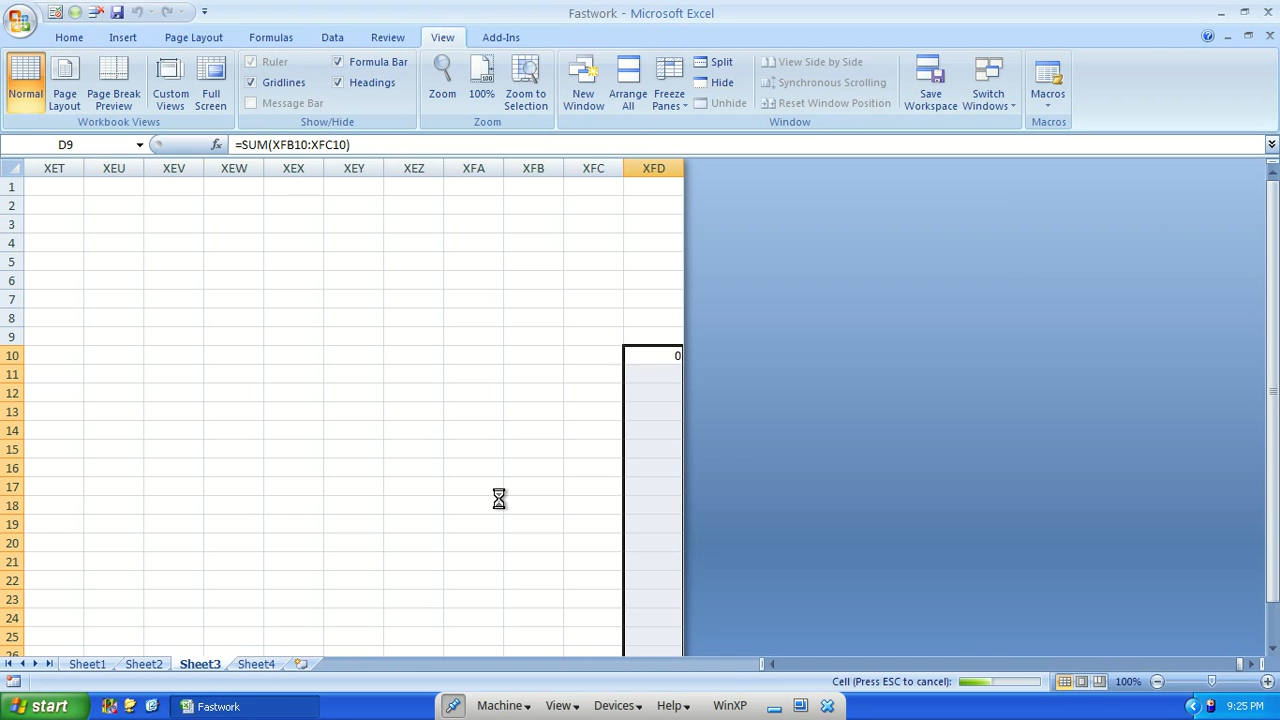 Fastwork - Microsoft Excel
Home Insert Page Layout Formulas Data Review View Add-Ins
Normal
Page Layout
Page Break Preview
Custom Views
Full Screen
Workbook Views
Ruler
Gridlines
Message Bar
Formula Bar
Headings
Show/Hide
Zoom
100%
Zoom to Selection
Zoom
New Window
Arrange All
Freeze Panes
Split
Hide
Unhide
View Side by Side
Synchronous Scrolling
Reset Window Position
Save Workspace
Switch Windows
Window
Macros
Macros
D9 fx =SUM(XFB10:XFC10)
XET XEU XEV XEW XEX XEY XEZ XFA XFB XFC XFD
1
2
3
4
5
6
7
8
9
10 0
11
12
13
14
15
16
17
18
19
20
21
22
23
24
25
26
Sheet1 Sheet2 Sheet3 Sheet4
Cell (Press ESC to cancel): 100%
start Fastwork Machine View Devices Help WinXP 9:25 PM